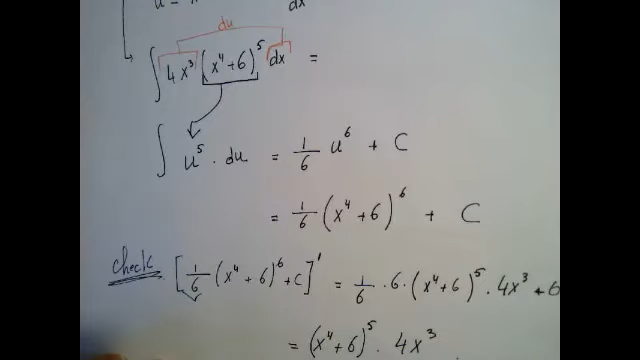 u = x
dx
du
∫ 4x³ (x⁴+6)⁵ dx =
∫ u⁵ · du = 1/6 u⁶ + C
= 1/6 (x⁴+6)⁶ + C
check [1/6 (x⁴+6)⁶ + C]' = 1/6 · 6 · (x⁴+6)⁵ · 4x³ + 0
= (x⁴+6)⁵ · 4x³